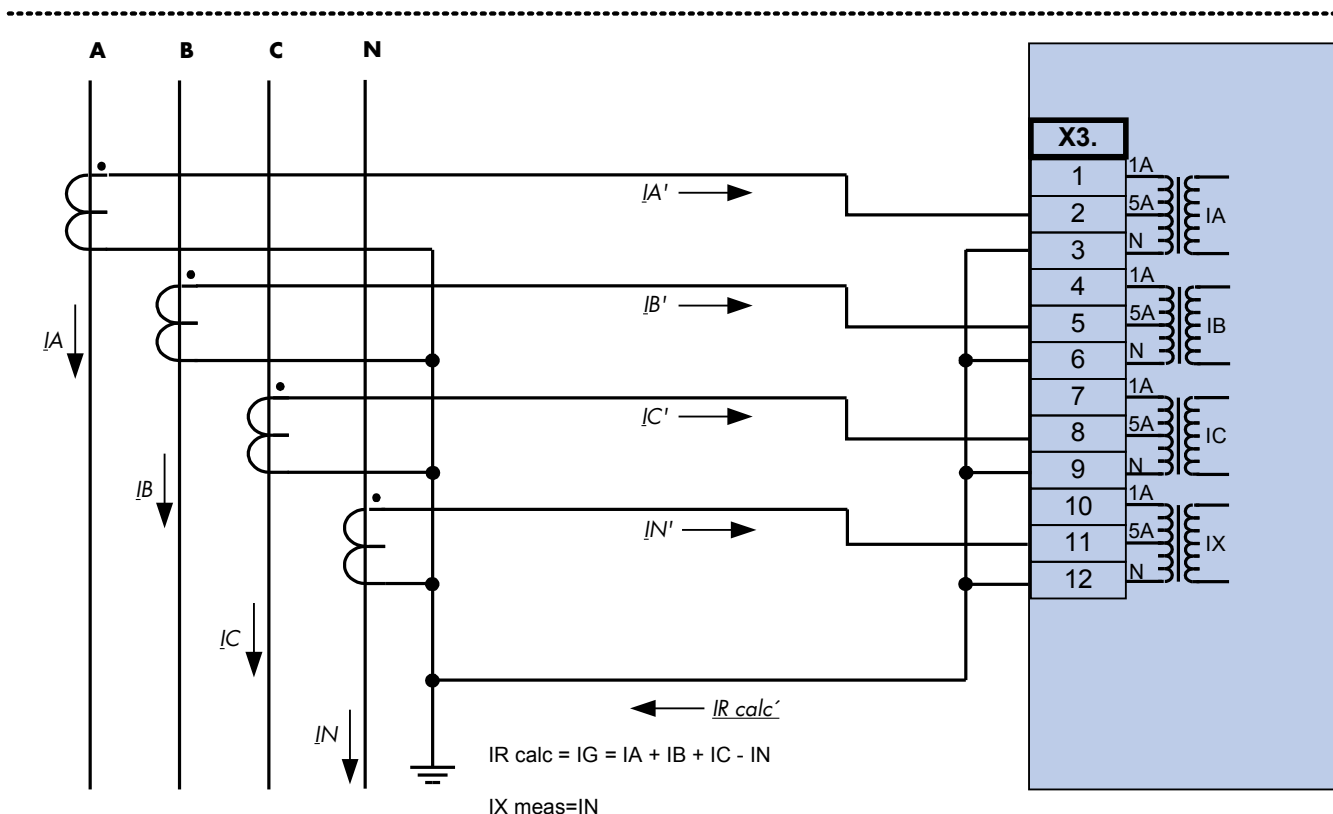 A B C N
X3.
1 1A
IA'
2 5A IA
3 N
4 1A
IB'
5 5A IB
IA
6 N
7 1A
IC'
8 5A IC
9 N
IB
10 1A
IN'
11 5A IX
12 N
IC
IR calc´
IN
IR calc = IG = IA + IB + IC - IN
IX meas=IN